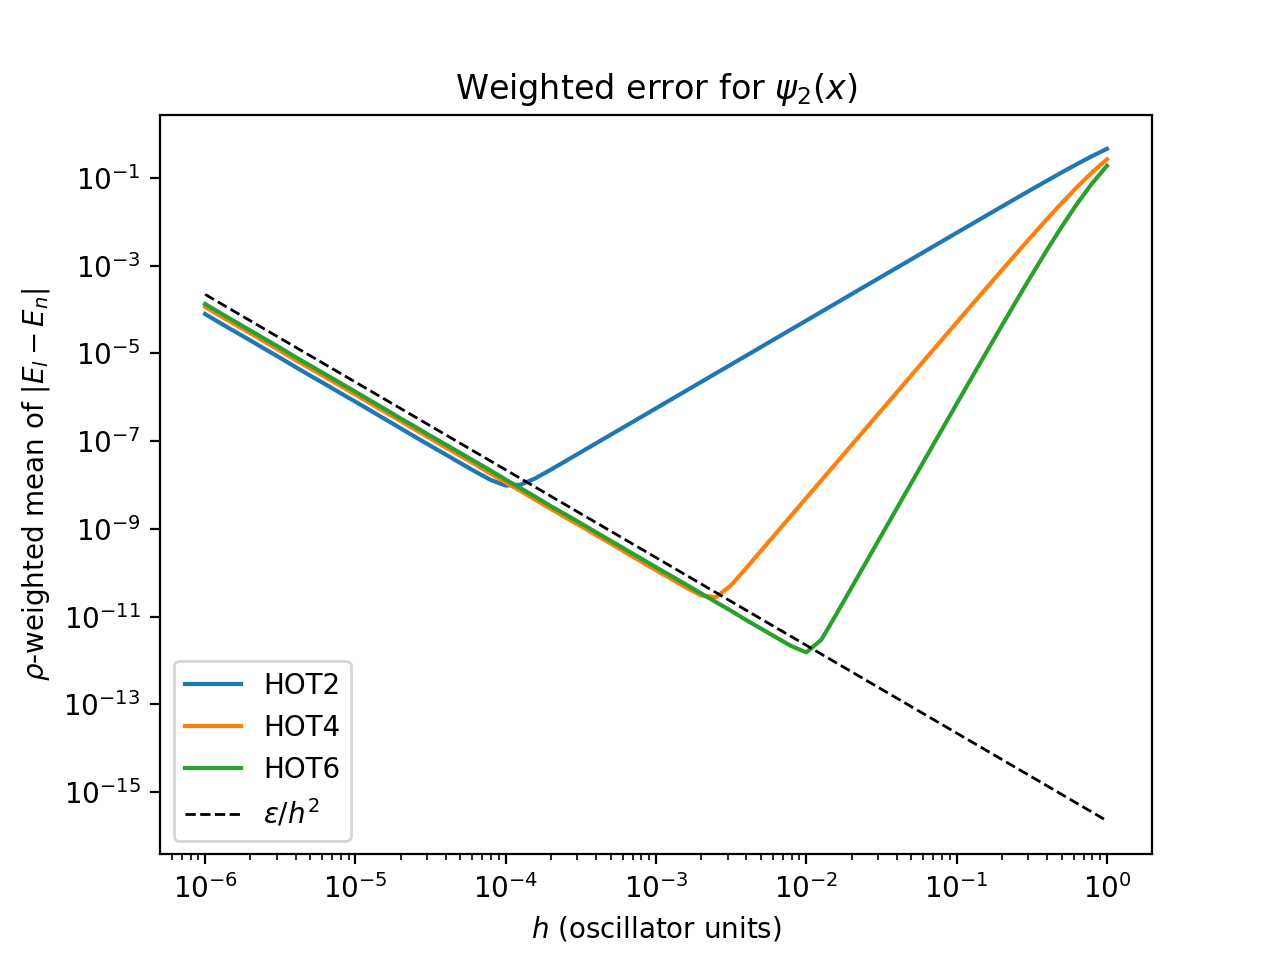 Weighted error for ψ₂(x)
ρ-weighted mean of |Eₗ − Eₙ|
10⁻¹
10⁻³
10⁻⁵
10⁻⁷
10⁻⁹
10⁻¹¹
10⁻¹³
10⁻¹⁵
HOT2
HOT4
HOT6
ε/h²
10⁻⁶ 10⁻⁵ 10⁻⁴ 10⁻³ 10⁻² 10⁻¹ 10⁰
h (oscillator units)